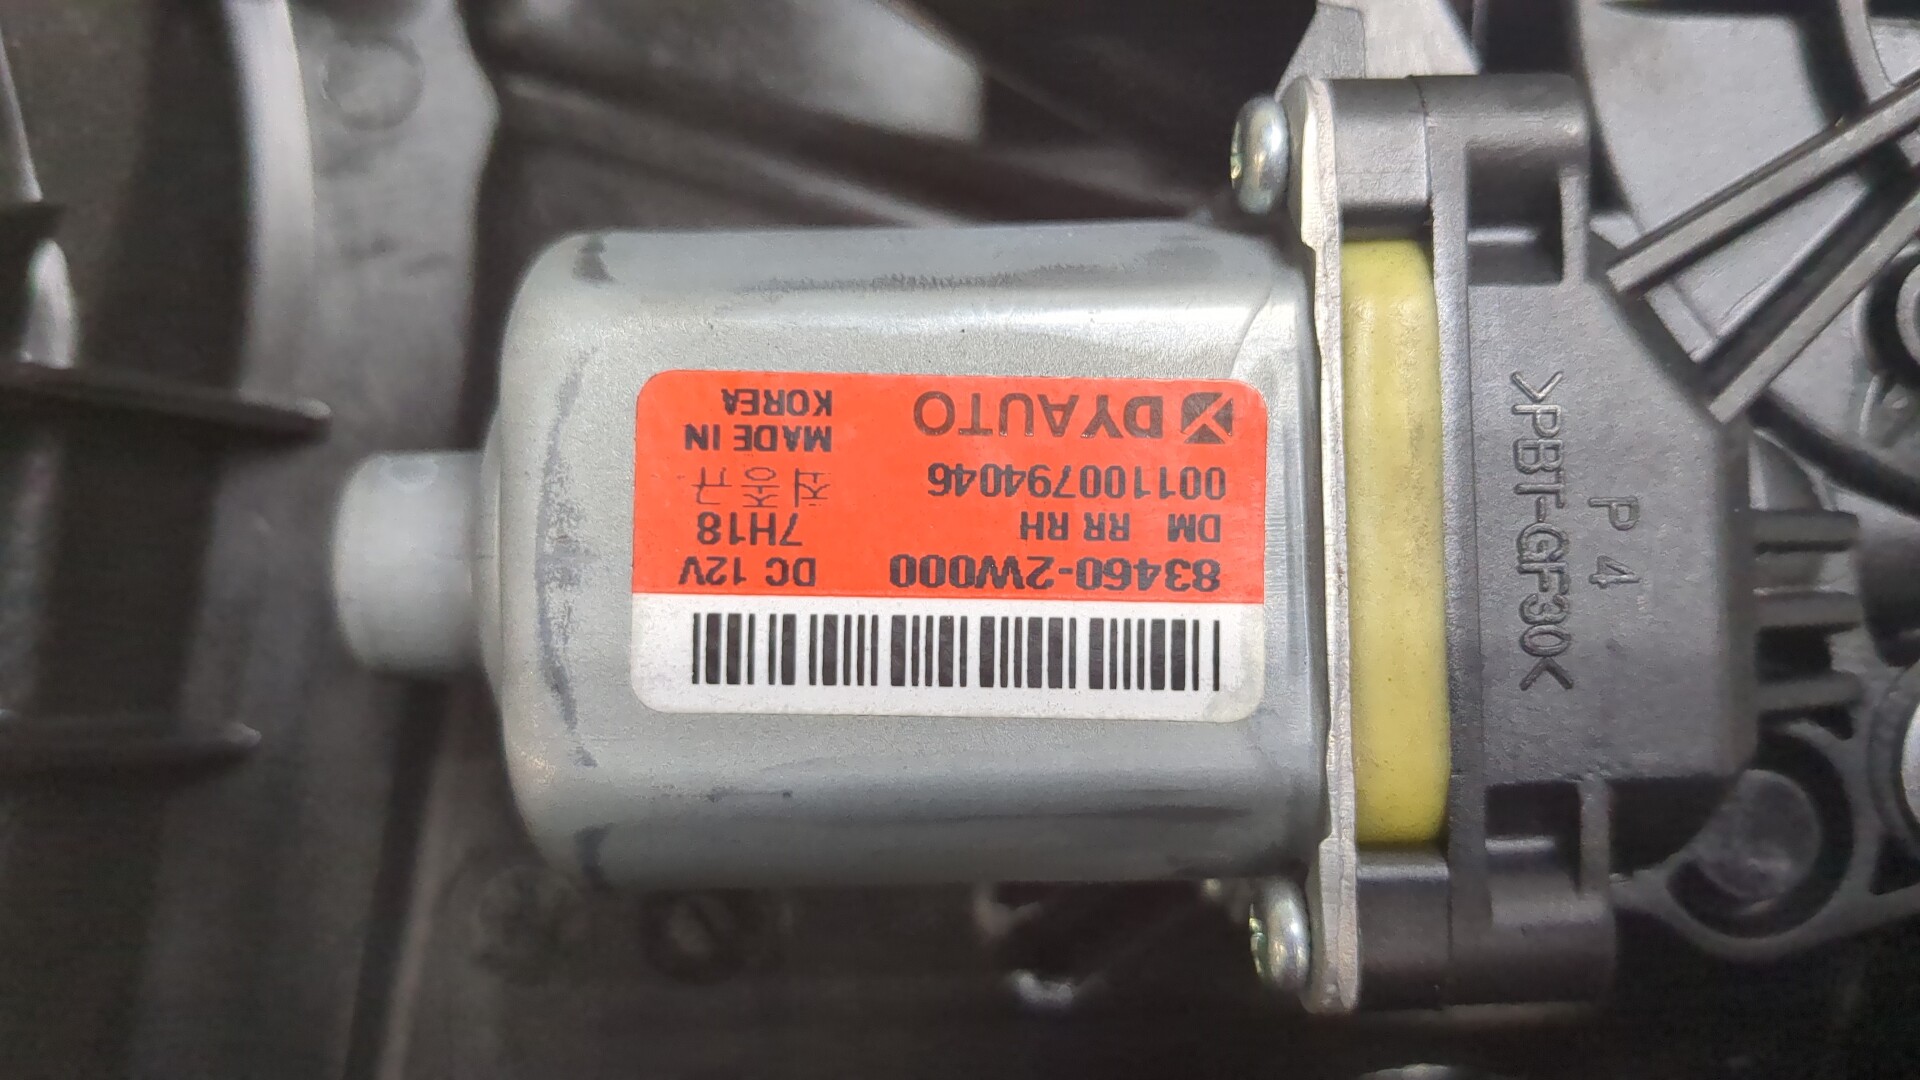 83460-2W000 DC 12V
DM RR RH 7H18
001100794046
DYAUTO MADE IN
KOREA
P 4
>PBT-GF30<